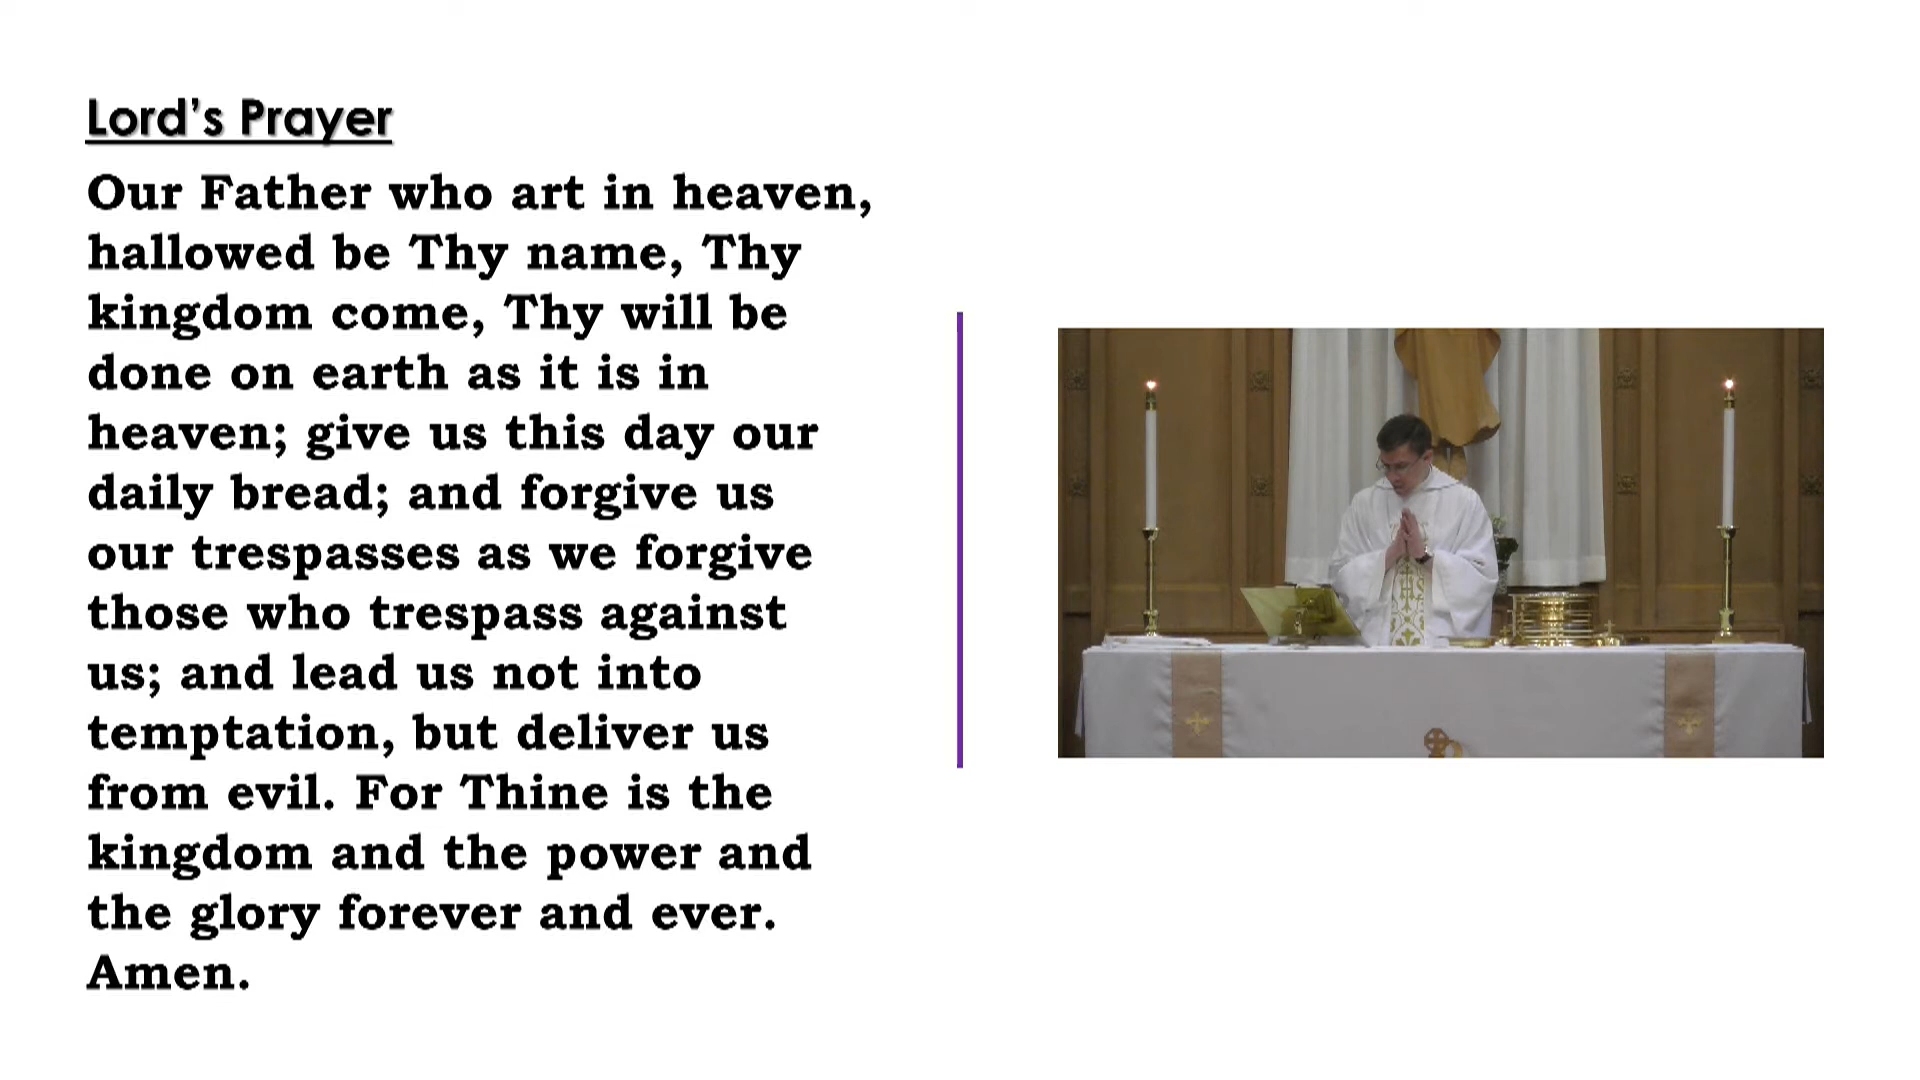 Lord’s Prayer
Our Father who art in heaven,
hallowed be Thy name, Thy
kingdom come, Thy will be
done on earth as it is in
heaven; give us this day our
daily bread; and forgive us
our trespasses as we forgive
those who trespass against
us; and lead us not into
temptation, but deliver us
from evil. For Thine is the
kingdom and the power and
the glory forever and ever.
Amen.